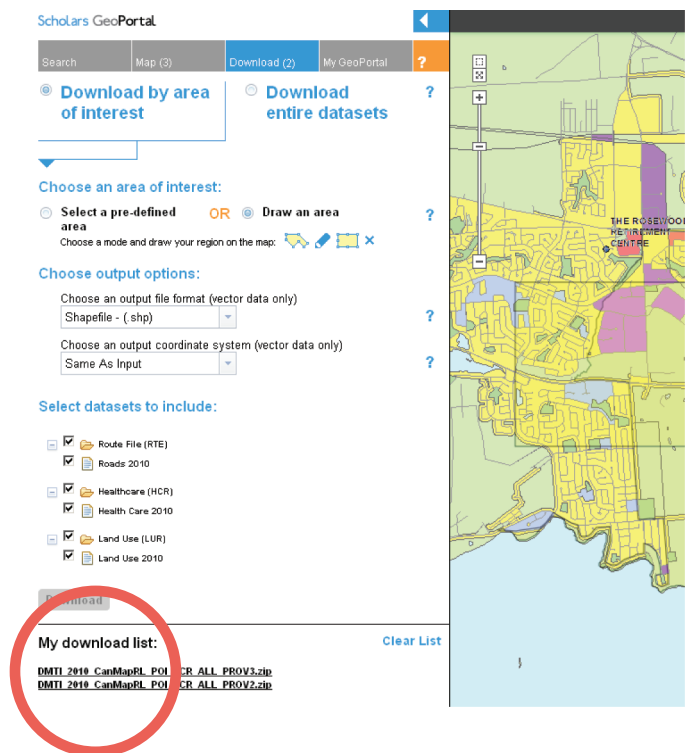 Scholars GeoPortal
Search Map (3) Download (2) My GeoPortal ?
Download by area of interest
Download entire datasets ?
Choose an area of interest:
Select a pre-defined area OR Draw an area ?
Choose a mode and draw your region on the map:
Choose output options:
Choose an output file format (vector data only)
Shapefile - (.shp) ?
Choose an output coordinate system (vector data only)
Same As Input ?
Select datasets to include:
Route File (RTE)
Roads 2010
Healthcare (HCR)
Health Care 2010
Land Use (LUR)
Land Use 2010
Download
My download list: Clear List
DMTI_2010_CanMapRL_POI_ CR_ALL_PROV3.zip
DMTI_2010_CanMapRL_POI_ CR_ALL_PROV2.zip
THE ROSEWOOD
RETIREMENT
CENTRE